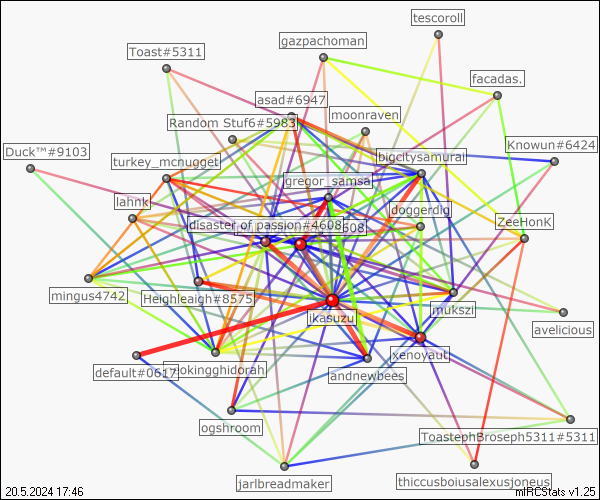 tescoroll
gazpachoman
Toast#5311
facadas.
asad#6947
moonraven
Random Stuf6#5983
Knowun#6424
Duck™#9103
bigcitysamurai
turkey_mcnugget
gregor_samsa
lahnk
doggerdig
ZeeHonK
disaster of passion#4608
608)
mingus4742
Heighleaigh#8575
mukszi
jkasuzu
avelicious
xenoyaut
default#0617
jokingghidorah
andnewbees
ogshroom
ToastephBroseph5311#5311
jarlbreadmaker
thiccusboiusalexusjoneus
20.5.2024 17:46
mIRCStats v1.25